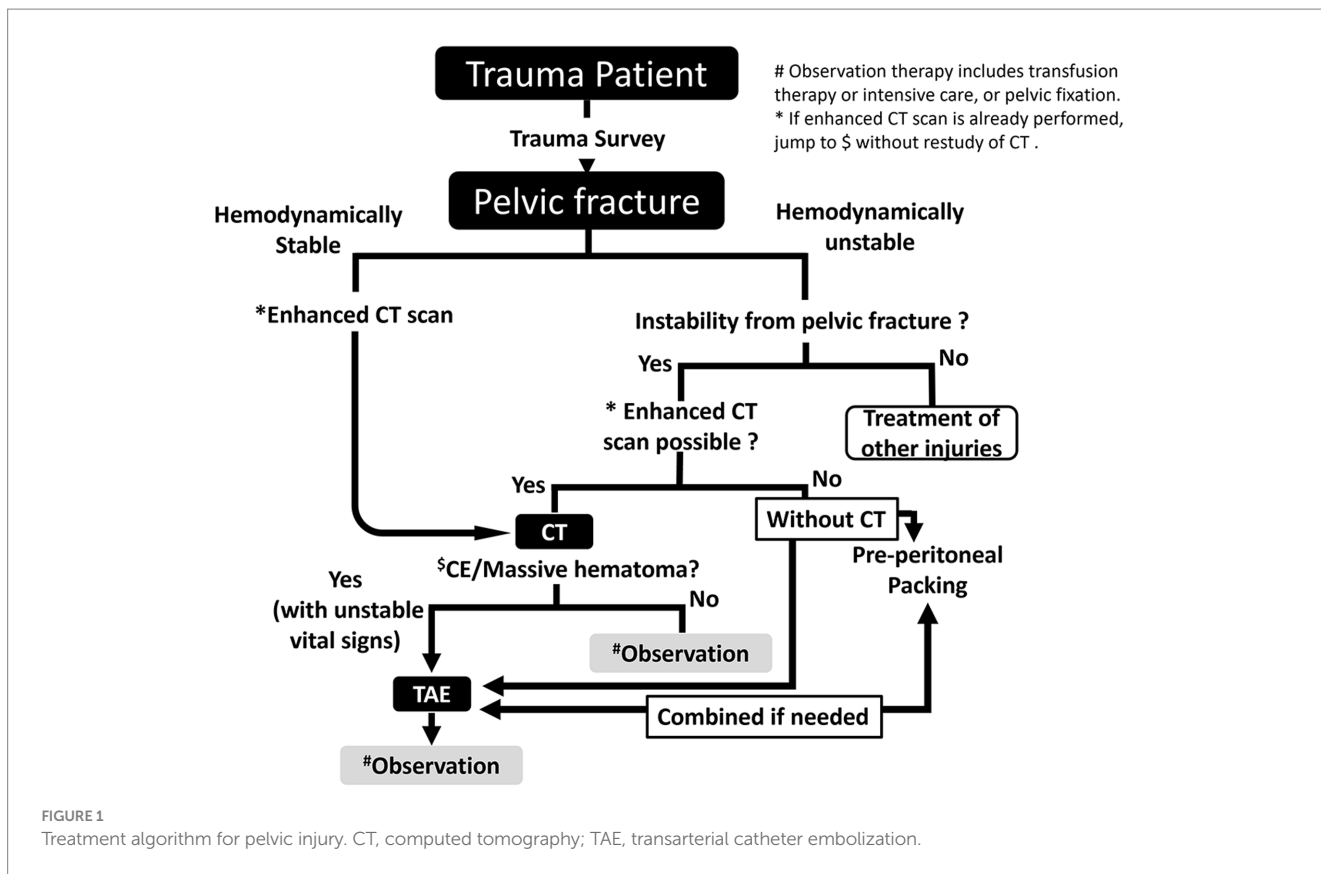 Trauma Patient
# Observation therapy includes transfusion
therapy or intensive care, or pelvic fixation.
* If enhanced CT scan is already performed,
jump to $ without restudy of CT .
Trauma Survey
Pelvic fracture
Hemodynamically
Stable
Hemodynamically
unstable
*Enhanced CT scan
Instability from pelvic fracture ?
Yes
No
* Enhanced CT
scan possible ?
Treatment of
other injuries
Yes
No
CT
Without CT
Pre-peritoneal
Packing
$CE/Massive hematoma?
Yes
(with unstable
vital signs)
No
#Observation
TAE
Combined if needed
#Observation
FIGURE 1
Treatment algorithm for pelvic injury. CT, computed tomography; TAE, transarterial catheter embolization.